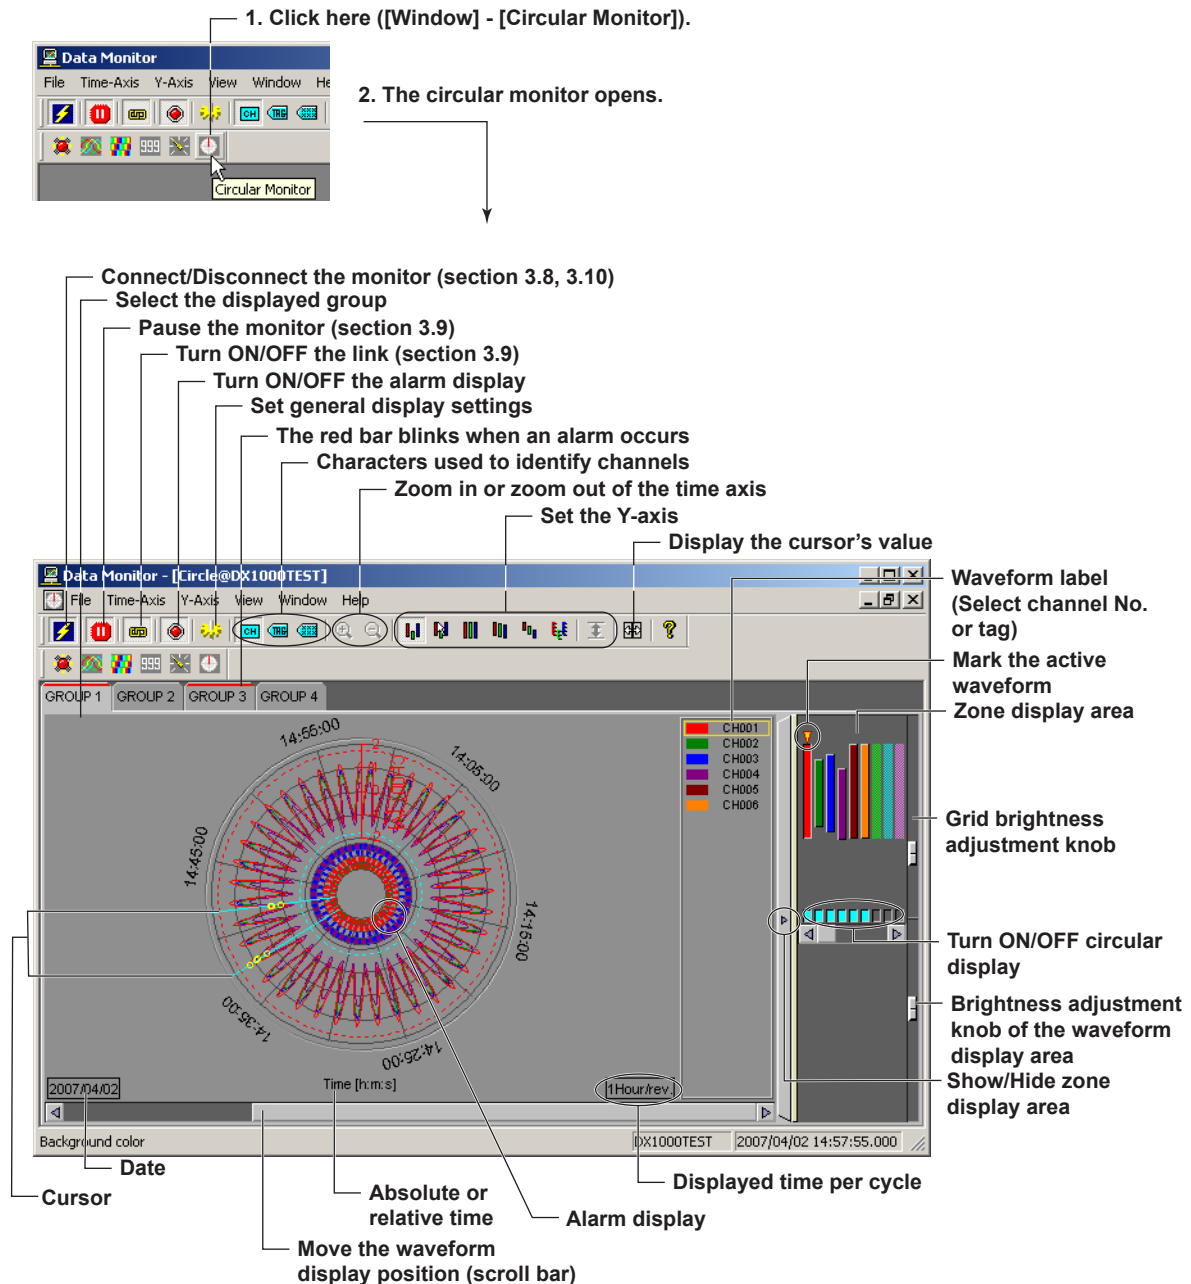 1. Click here ([Window] - [Circular Monitor]).
Data Monitor
File Time-Axis Y-Axis View Window He
CH TAG
999
Circular Monitor
2. The circular monitor opens.
Connect/Disconnect the monitor (section 3.8, 3.10)
Select the displayed group
Pause the monitor (section 3.9)
Turn ON/OFF the link (section 3.9)
Turn ON/OFF the alarm display
Set general display settings
The red bar blinks when an alarm occurs
Characters used to identify channels
Zoom in or zoom out of the time axis
Set the Y-axis
Display the cursor's value
Data Monitor - [Circle@DX1000TEST]
File Time-Axis Y-Axis View Window Help
CH TAG
999
GROUP 1 GROUP 2 GROUP 3 GROUP 4
14:55:00
14:05:00
14:45:00
14:15:00
14:35:00
14:25:00
2
CH001
CH002
CH003
CH004
CH005
CH006
2007/04/02
Time [h:m:s]
1Hour/rev.
Background color
DX1000TEST
2007/04/02 14:57:55.000
Waveform label
(Select channel No.
or tag)
Mark the active
waveform
Zone display area
Grid brightness
adjustment knob
Turn ON/OFF circular
display
Brightness adjustment
knob of the waveform
display area
Show/Hide zone
display area
Date
Cursor
Absolute or
relative time
Displayed time per cycle
Alarm display
Move the waveform
display position (scroll bar)